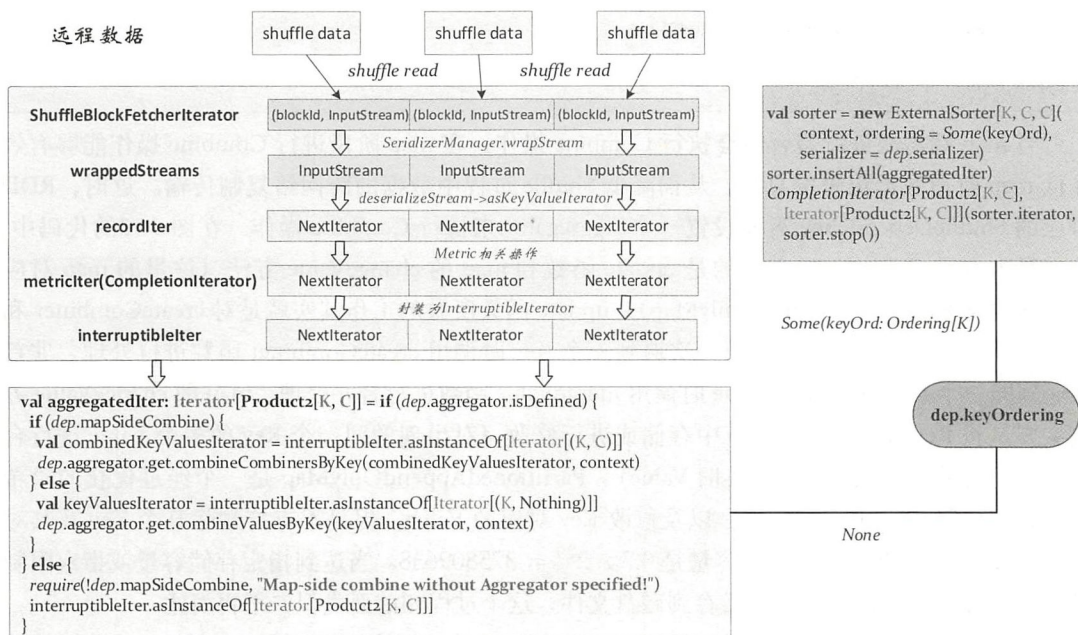 远程数据
shuffle data shuffle data shuffle data
shuffle read shuffle read
ShuffleBlockFetcherIterator (blockId, InputStream) (blockId, InputStream) (blockId, InputStream)
SerializerManager.wrapStream
wrappedStreams InputStream InputStream InputStream
deserializeStream->asKeyValueIterator
recordIter NextIterator NextIterator NextIterator
Metric相关操作
metricIter(CompletionIterator) NextIterator NextIterator NextIterator
封装为InterruptibleIterator
interruptibleIter NextIterator NextIterator NextIterator
val aggregatedIter: Iterator[Product2[K, C]] = if (dep.aggregator.isDefined) {
if (dep.mapSideCombine) {
val combinedKeyValuesIterator = interruptibleIter.asInstanceOf[Iterator[(K, C)]]
dep.aggregator.get.combineCombinersByKey(combinedKeyValuesIterator, context)
} else {
val keyValuesIterator = interruptibleIter.asInstanceOf[Iterator[(K, Nothing)]]
dep.aggregator.get.combineValuesByKey(keyValuesIterator, context)
}
} else {
require(!dep.mapSideCombine, "Map-side combine without Aggregator specified!")
interruptibleIter.asInstanceOf[Iterator[Product2[K, C]]]
}
val sorter = new ExternalSorter[K, C, C](
context, ordering = Some(keyOrd),
serializer = dep.serializer)
sorter.insertAll(aggregatedIter)
CompletionIterator[Product2[K, C],
Iterator[Product2[K, C]]](sorter.iterator,
sorter.stop())
Some(keyOrd: Ordering[K])
dep.keyOrdering
None